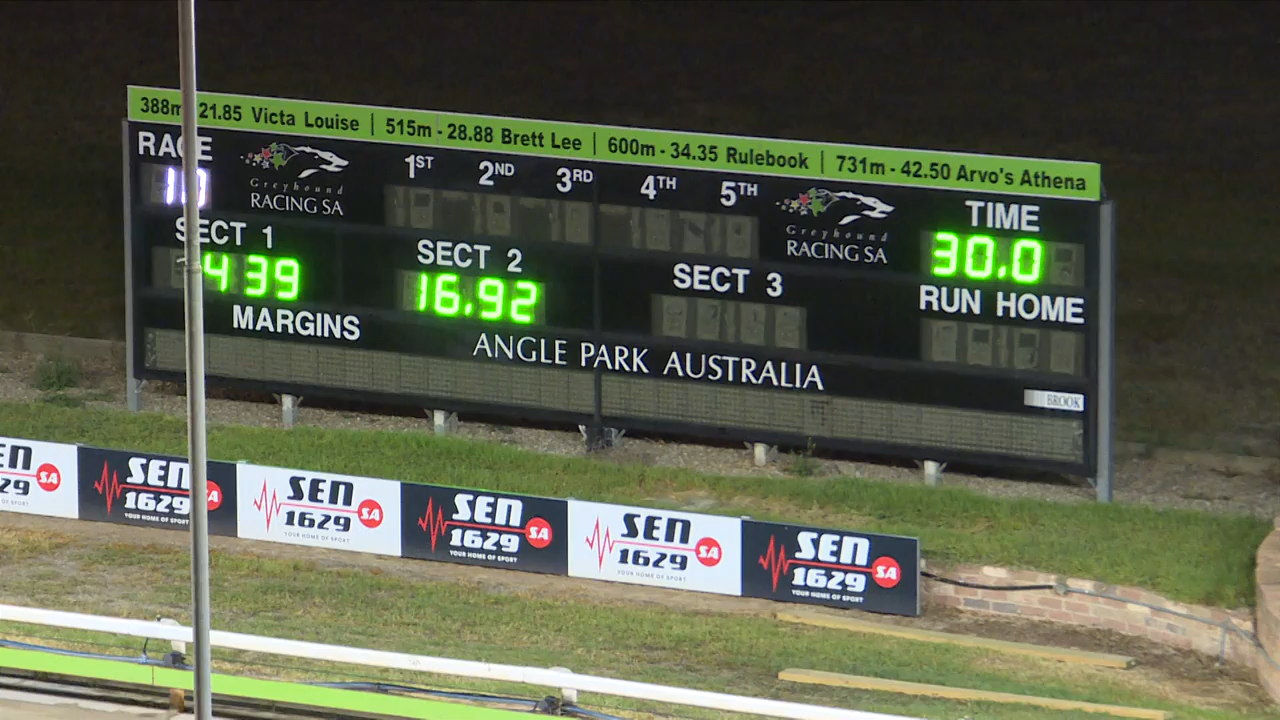 388m 21.85 Victa Louise | 515m - 28.88 Brett Lee | 600m - 34.35 Rulebook | 731m - 42.50 Arvo's Athena
RACE
Greyhound
RACING SA
1ST 2ND 3RD 4TH 5TH
Greyhound
RACING SA
TIME
30.0
SECT 1
4 39
SECT 2
16.92
SECT 3
RUN HOME
MARGINS
ANGLE PARK AUSTRALIA
BROOK
EN SA
29
OF SPORT
SEN SA
1629
YOUR HOME OF SPORT
SEN SA
1629
YOUR HOME OF SPORT
SEN SA
1629
YOUR HOME OF SPORT
SEN SA
1629
YOUR HOME OF SPORT
SEN SA
1629
YOUR HOME OF SPORT